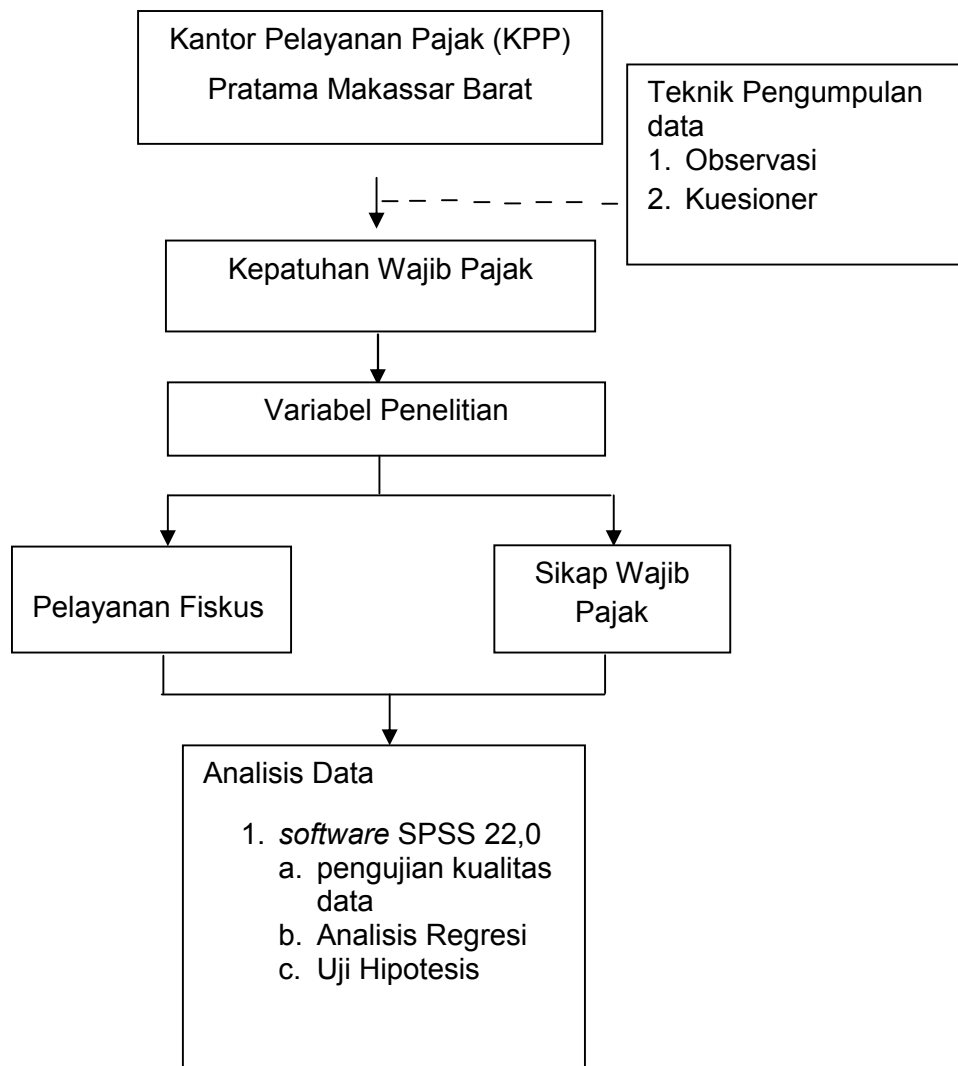 Kantor Pelayanan Pajak (KPP)
Pratama Makassar Barat
Teknik Pengumpulan
data
1. Observasi
2. Kuesioner
Kepatuhan Wajib Pajak
Variabel Penelitian
Pelayanan Fiskus
Sikap Wajib
Pajak
Analisis Data
1. software SPSS 22,0
a. pengujian kualitas
data
b. Analisis Regresi
c. Uji Hipotesis